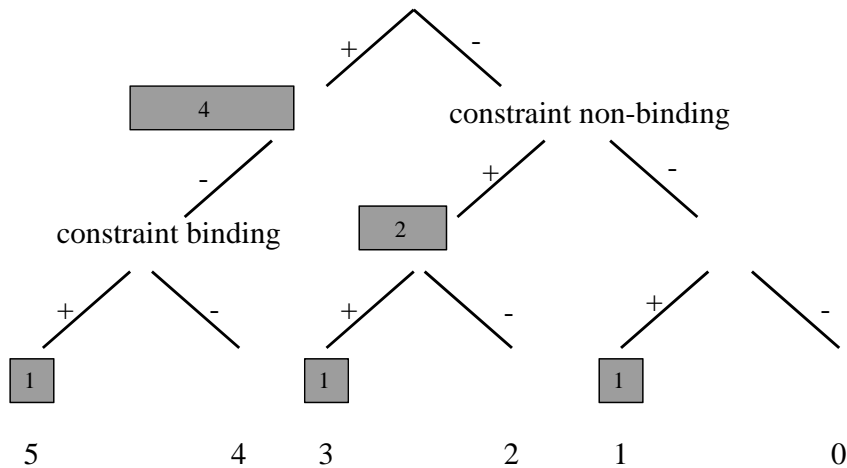 + -
4
constraint non-binding
- + -
constraint binding
2
+ - + - + -
1 1 1
5 4 3 2 1 0